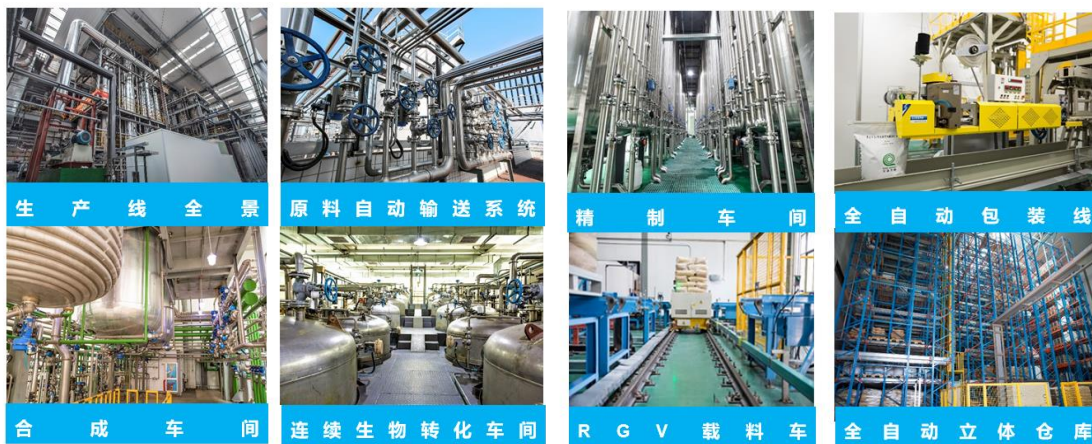 生产线全景
原料自动输送系统
精制车间
全自动包装线
合成车间
连续生物转化车间
RGV载料车
全自动立体仓库